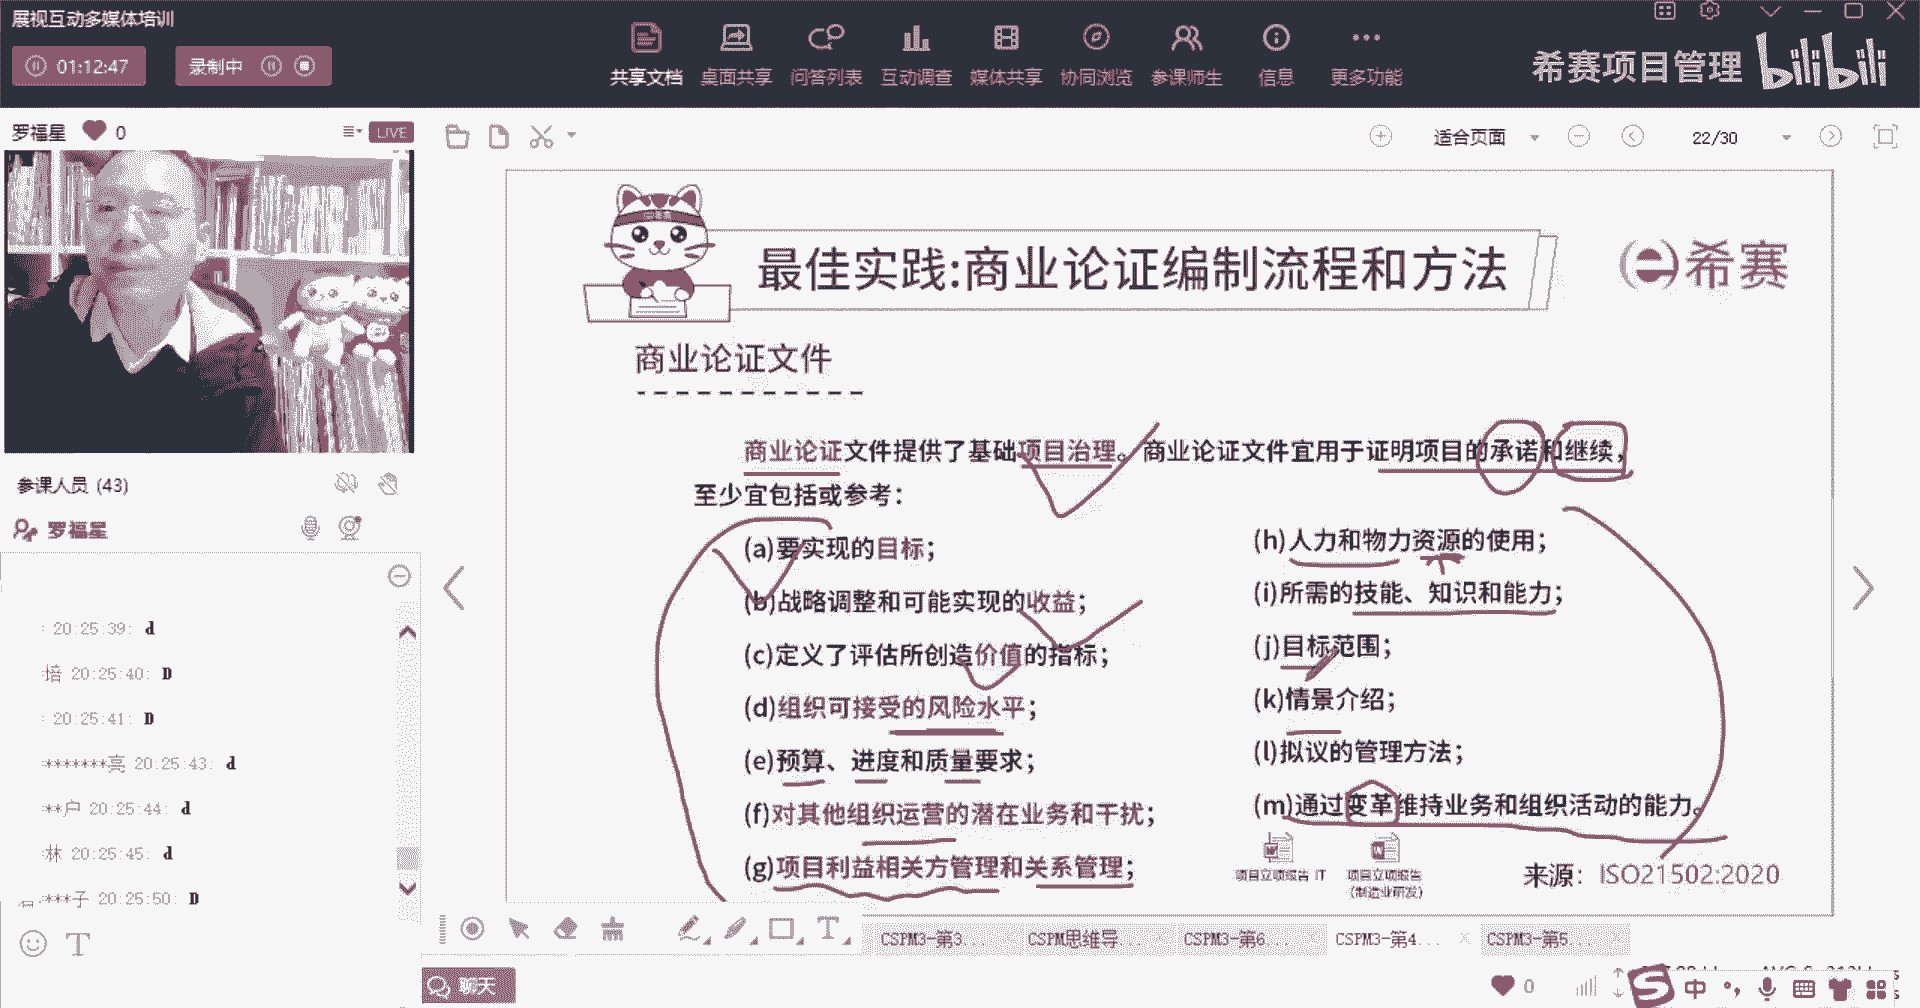 展视互动多媒体培训
01:12:47
录制中
共享文档 桌面共享 问答列表 互动调查 媒体共享 协同浏览 参课师生 信息 更多功能
希赛项目管理 bilibili
罗福星 0 LIVE
适合页面 22/30
最佳实践:商业论证编制流程和方法
希赛
商业论证文件
商业论证文件提供了基础项目治理。商业论证文件宜用于证明项目的承诺和继续，
至少宜包括或参考：
(a)要实现的目标；
(b)战略调整和可能实现的收益；
(c)定义了评估所创造价值的指标；
(d)组织可接受的风险水平；
(e)预算、进度和质量要求；
(f)对其他组织运营的潜在业务和干扰；
(g)项目利益相关方管理和关系管理；
(h)人力和物力资源的使用；
(i)所需的技能、知识和能力；
(j)目标范围；
(k)情景介绍；
(l)拟议的管理方法；
(m)通过变革维持业务和组织活动的能力。
项目立项报告 IT
项目立项报告
(制造业研发)
来源：ISO21502:2020
参课人员 (43)
罗福星
: 20:25:39: d
培 20:25:40: D
: 20:25:41: D
*******亮 20:25:43: d
**户 20:25:44: d
林 20:25:45: d
***子 20:25:50: D
T
CSPM3-第3... CSPM思维导... CSPM3-第6... CSPM3-第4... CSPM3-第5...
聊天
0
中